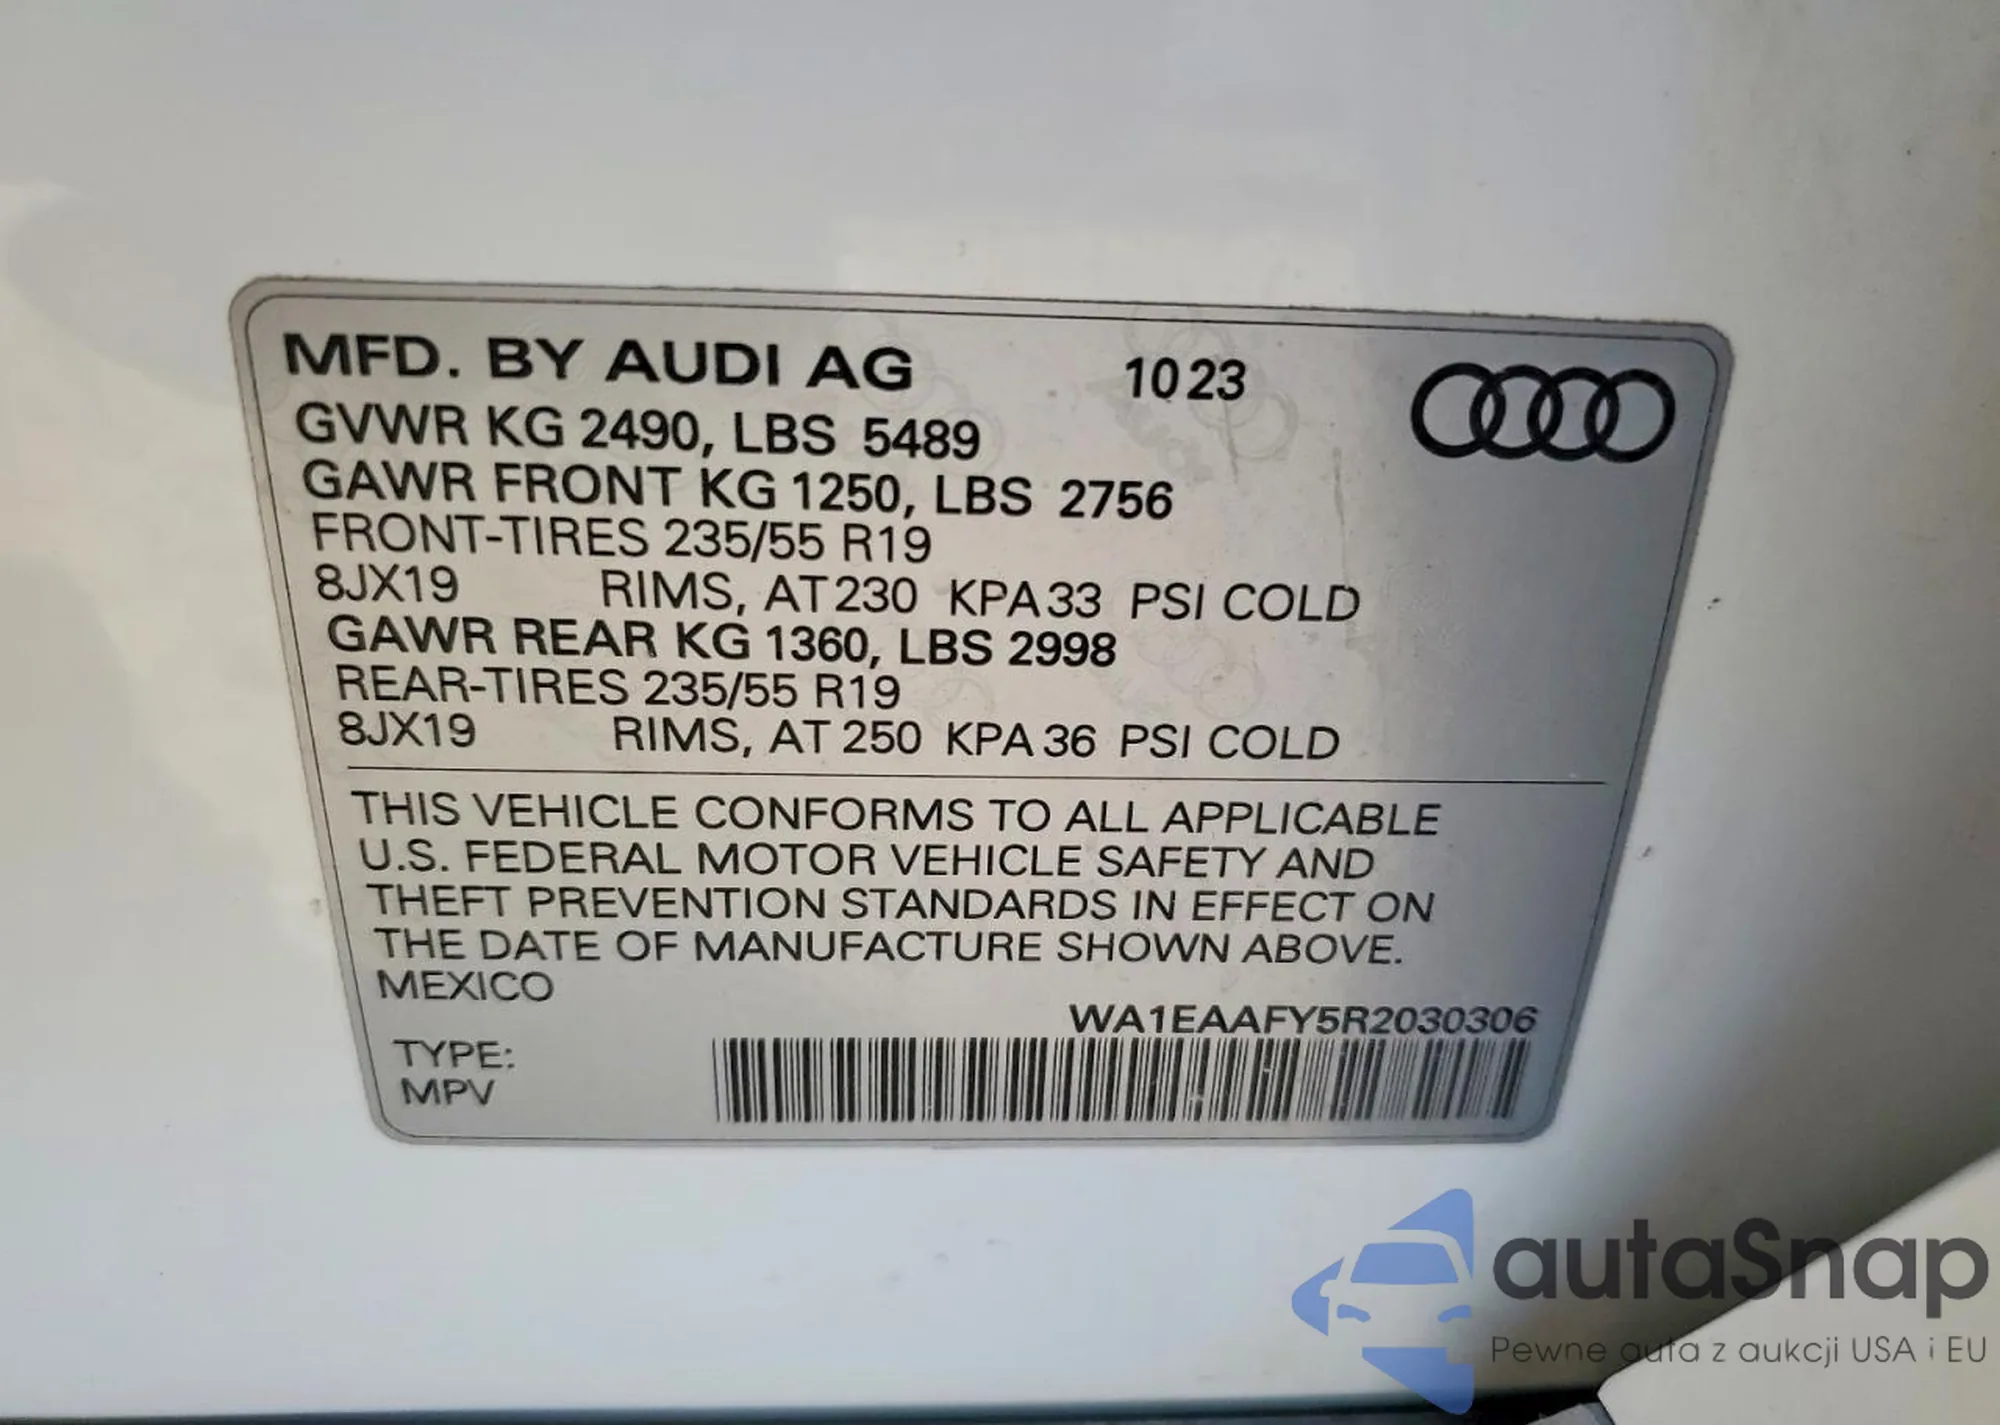 MFD. BY AUDI AG 10 23
GVWR KG 2490, LBS 5489
GAWR FRONT KG 1250, LBS 2756
FRONT-TIRES 235/55 R19
8JX19 RIMS, AT 230 KPA 33 PSI COLD
GAWR REAR KG 1360, LBS 2998
REAR-TIRES 235/55 R19
8JX19 RIMS, AT 250 KPA 36 PSI COLD
THIS VEHICLE CONFORMS TO ALL APPLICABLE
U.S. FEDERAL MOTOR VEHICLE SAFETY AND
THEFT PREVENTION STANDARDS IN EFFECT ON
THE DATE OF MANUFACTURE SHOWN ABOVE.
MEXICO
WA1EAAFY5R2030306
TYPE:
MPV
autaSnap
Pewne auta z aukcji USA i EU